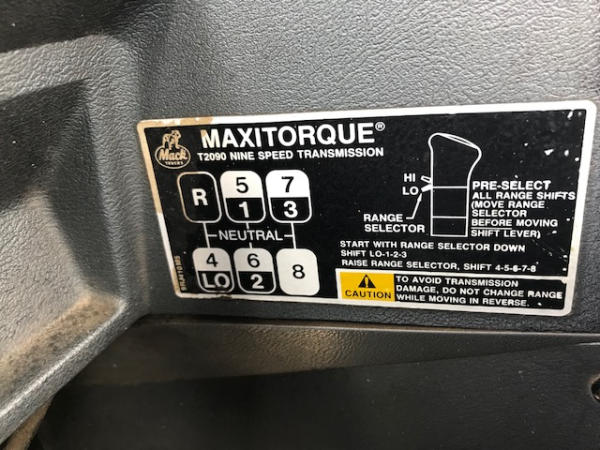 Mack
TRUCKS
MAXITORQUE®
T2090 NINE SPEED TRANSMISSION
R 5 7
1 3
NEUTRAL
4 6 8
LO 2
HI
LO
RANGE
SELECTOR
PRE-SELECT
ALL RANGE SHIFTS
(MOVE RANGE
SELECTOR
BEFORE MOVING
SHIFT LEVER)
START WITH RANGE SELECTOR DOWN
SHIFT LO-1-2-3
RAISE RANGE SELECTOR, SHIFT 4-5-6-7-8
CAUTION
TO AVOID TRANSMISSION
DAMAGE, DO NOT CHANGE RANGE
WHILE MOVING IN REVERSE.